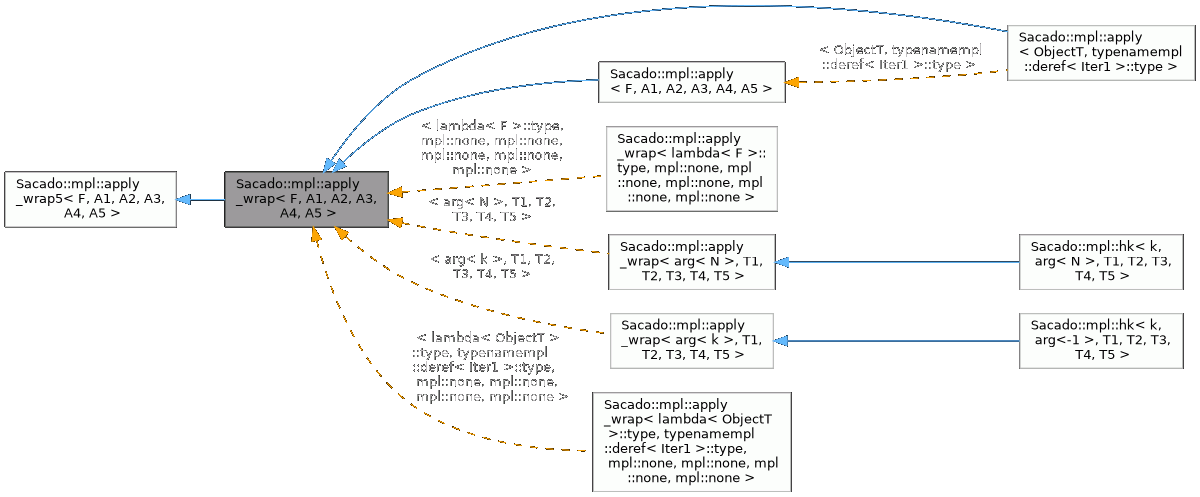 Sacado::mpl::apply
< ObjectT, typenamempl
::deref< Iter1 >::type >
< ObjectT, typenamempl
::deref< Iter1 >::type >
Sacado::mpl::apply
< F, A1, A2, A3, A4, A5 >
< lambda< F >::type,
mpl::none, mpl::none,
mpl::none, mpl::none,
mpl::none >
Sacado::mpl::apply
_wrap< lambda< F >::
type, mpl::none, mpl
::none, mpl::none, mpl
::none, mpl::none >
Sacado::mpl::apply
_wrap5< F, A1, A2, A3,
A4, A5 >
Sacado::mpl::apply
_wrap< F, A1, A2, A3,
A4, A5 >
< arg< N >, T1, T2,
T3, T4, T5 >
Sacado::mpl::apply
_wrap< arg< N >, T1,
T2, T3, T4, T5 >
Sacado::mpl::hk< k,
arg< N >, T1, T2, T3,
T4, T5 >
< arg< k >, T1, T2,
T3, T4, T5 >
Sacado::mpl::apply
_wrap< arg< k >, T1,
T2, T3, T4, T5 >
Sacado::mpl::hk< k,
arg<-1 >, T1, T2, T3,
T4, T5 >
< lambda< ObjectT >
::type, typenamempl
::deref< Iter1 >::type,
mpl::none, mpl::none,
mpl::none, mpl::none >
Sacado::mpl::apply
_wrap< lambda< ObjectT
>::type, typenamempl
::deref< Iter1 >::type,
mpl::none, mpl::none, mpl
::none, mpl::none >